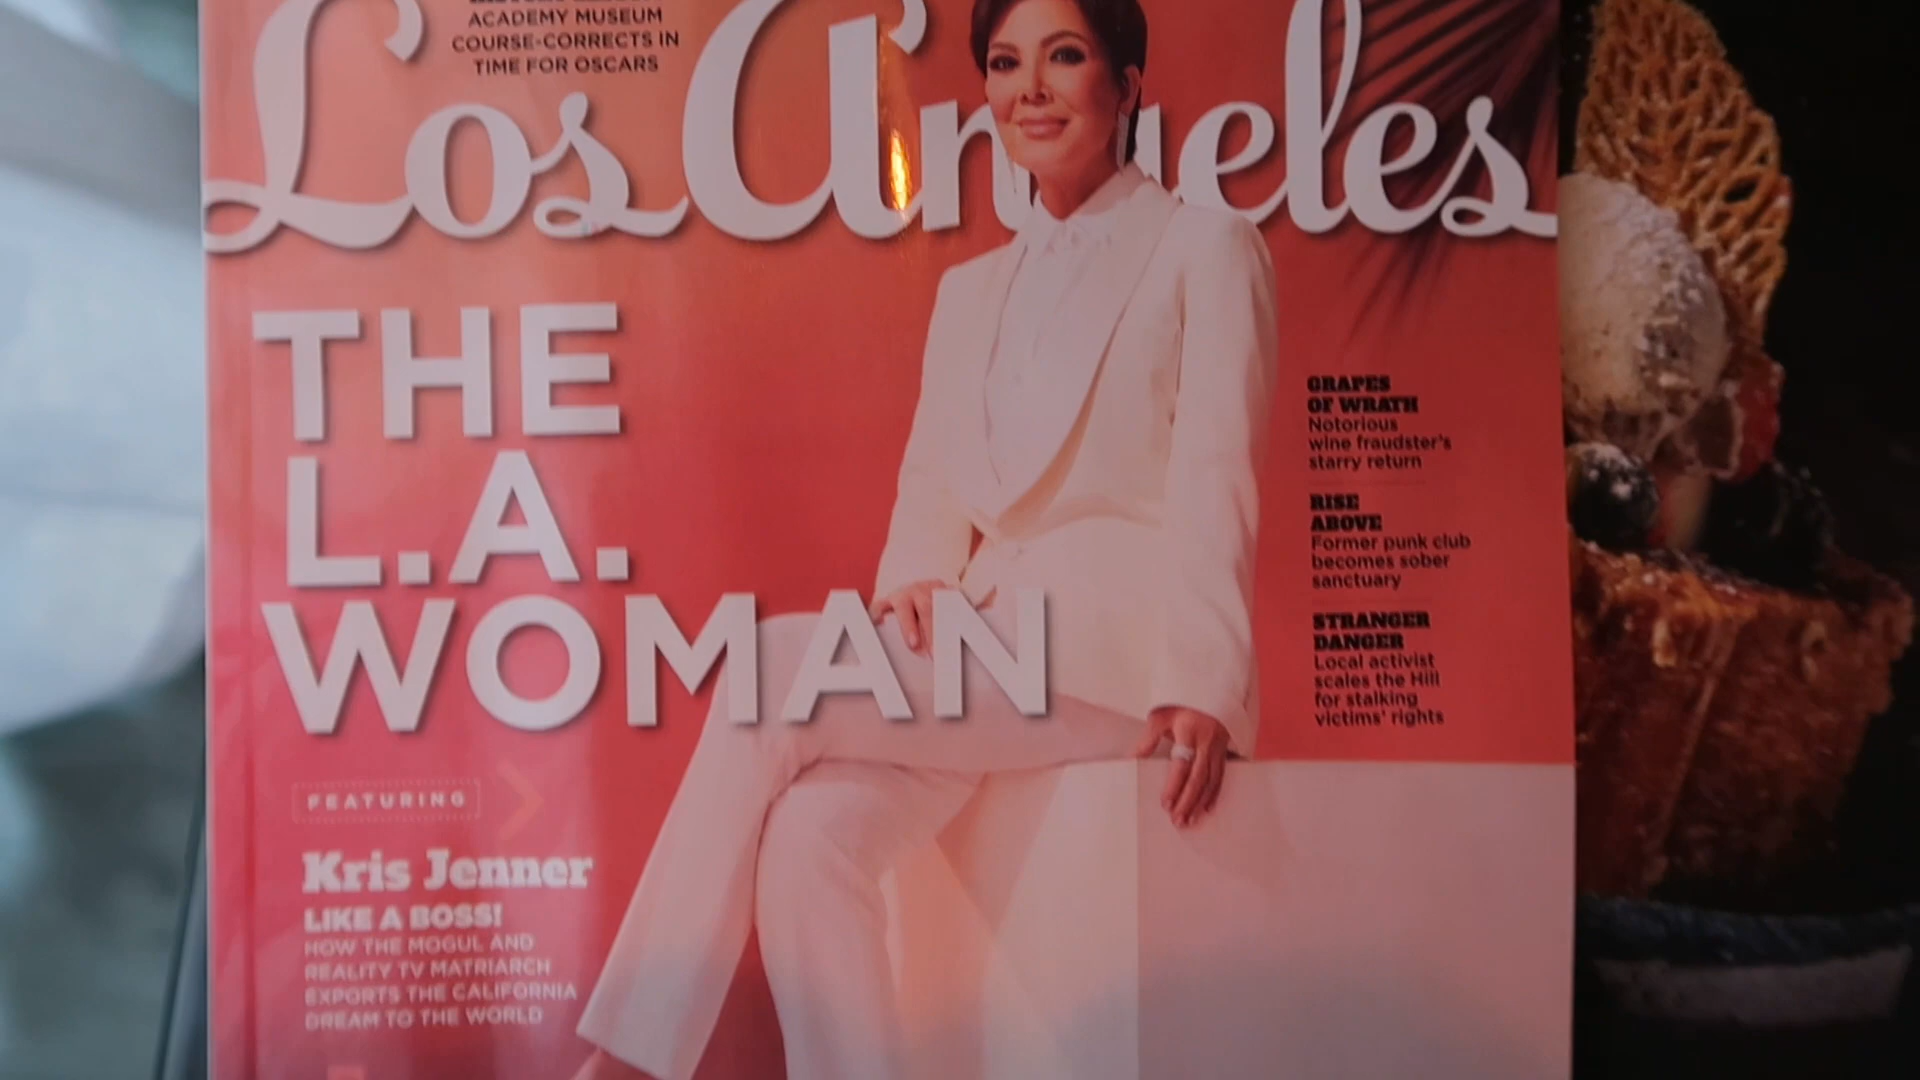 ACADEMY MUSEUM
COURSE-CORRECTS IN
TIME FOR OSCARS
Los Angeles
THE
L.A.
WOMAN
FEATURING
Kris Jenner
LIKE A BOSS!
HOW THE MOGUL AND
REALITY TV MATRIARCH
EXPORTS THE CALIFORNIA
DREAM TO THE WORLD
GRAPES
OF WRATH
Notorious
wine fraudster's
starry return
RISE
ABOVE
Former punk club
becomes sober
sanctuary
STRANGER
DANGER
Local activist
scales the Hill
for stalking
victims' rights